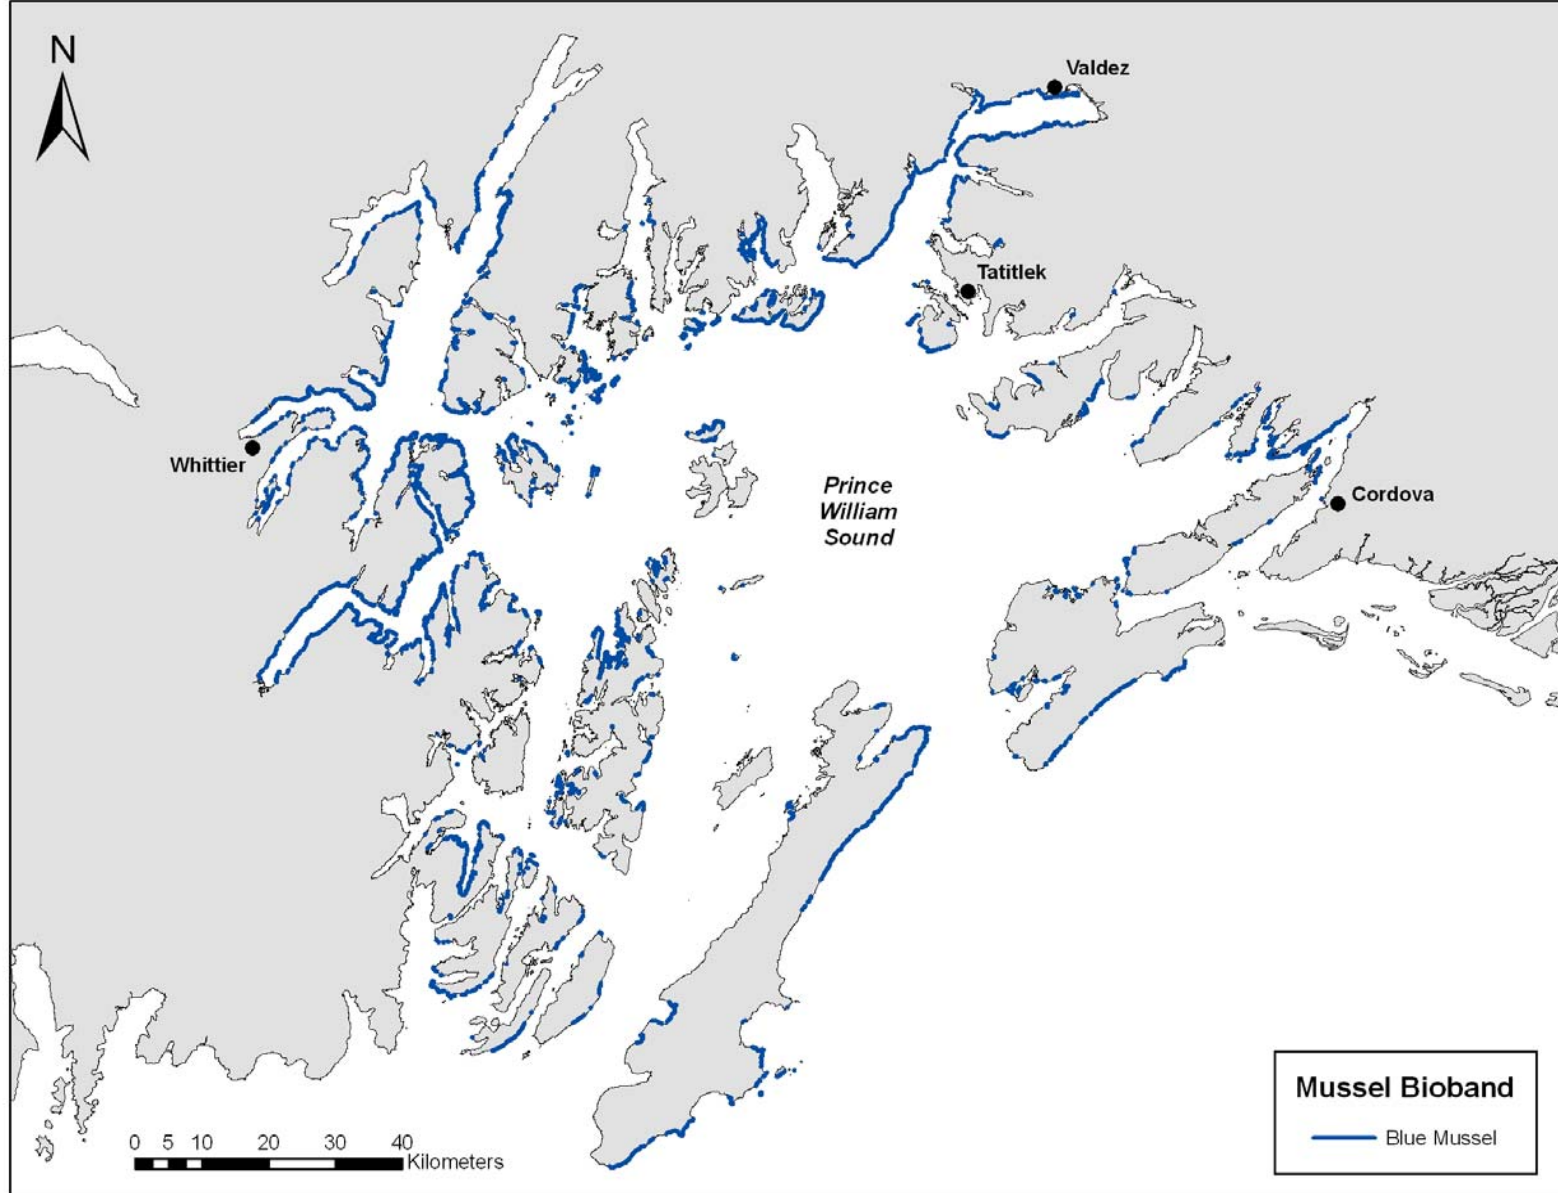 N
Valdez
Tatitlek
Whittier
Prince
William
Sound
Cordova
Mussel Bioband
Blue Mussel
0 5 10 20 30 40
Kilometers